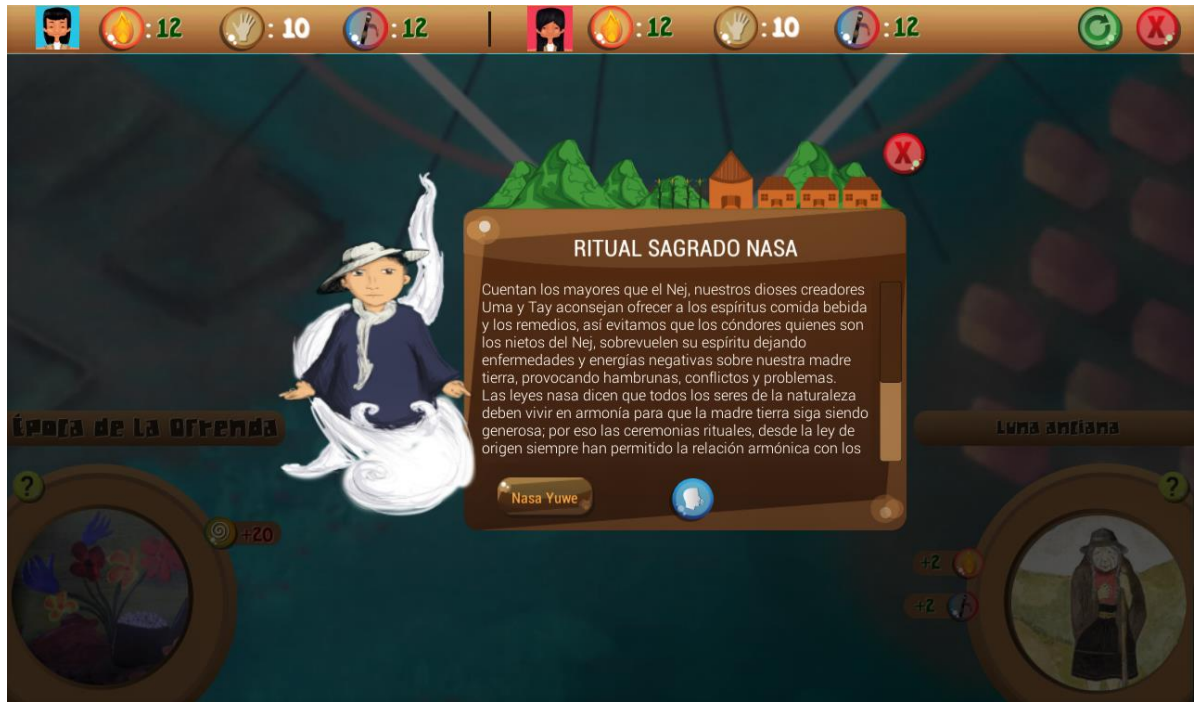 : 12
: 10
: 12
: 12
: 10
: 12
X
X
RITUAL SAGRADO NASA
Cuentan los mayores que el Nej, nuestros dioses creadores
Uma y Tay aconsejan ofrecer a los espíritus comida bebida
y los remedios, así evitamos que los cóndores quienes son
los nietos del Nej, sobrevuelen su espíritu dejando
enfermedades y energías negativas sobre nuestra madre
tierra, provocando hambrunas, conflictos y problemas.
Las leyes nasa dicen que todos los seres de la naturaleza
deben vivir en armonía para que la madre tierra siga siendo
generosa; por eso las ceremonias rituales, desde la ley de
origen siempre han permitido la relación armónica con los
Nasa Yuwe
Época de la Ofrenda
?
+20
Luna anciana
?
+2
+2